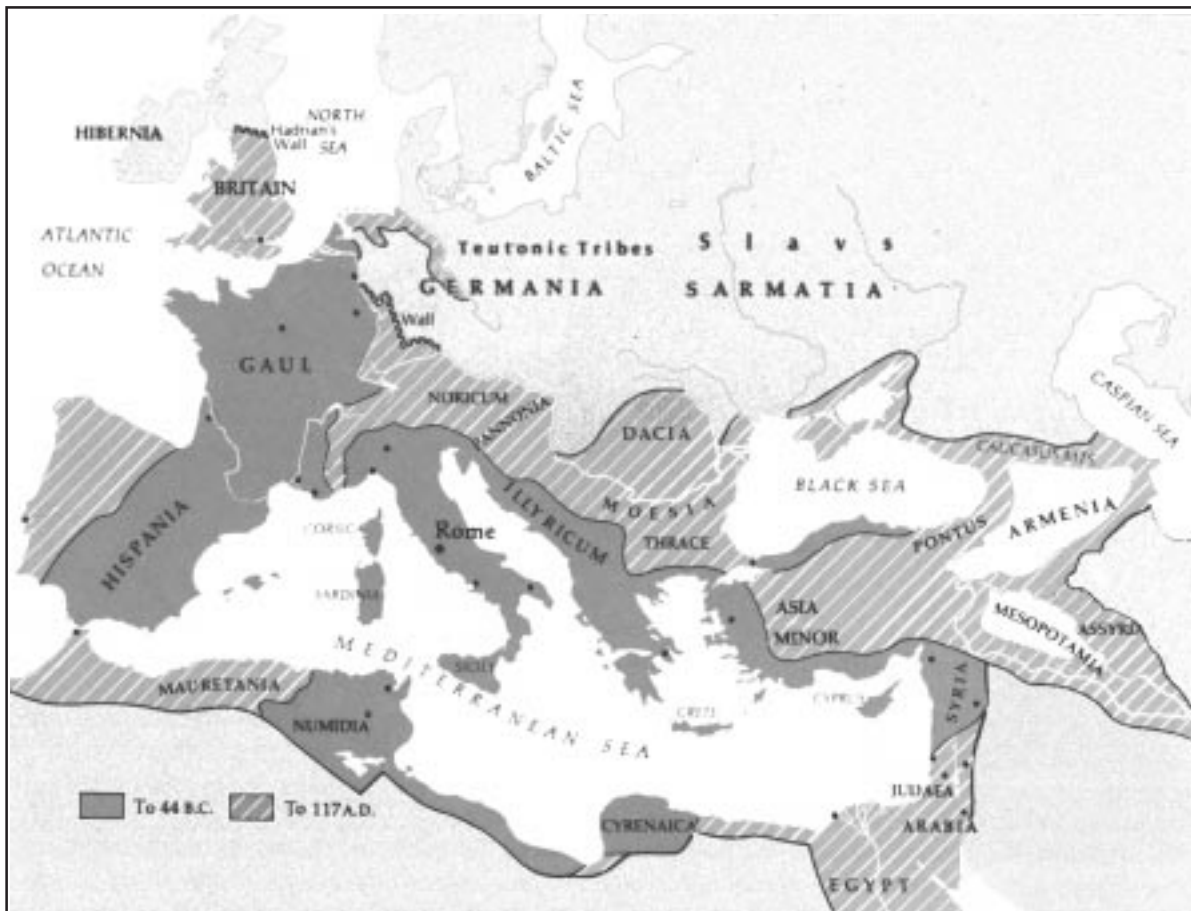 HIBERNIA
NORTH
SEA
Hadrian's
Wall
BRITAIN
BALTIC SEA
ATLANTIC
OCEAN
Teutonic Tribes
Slavs
GERMANIA
SARMATIA
Wall
GAUL
CASPIAN SEA
NORICUM
PANNONIA
DACIA
CAUCASUS MTS
BLACK SEA
MOESIA
ILLYRICUM
HISPANIA
CORSICA
Rome
THRACE
PONTUS
ARMENIA
SARDINIA
ASIA
MINOR
MESOPOTAMIA
MEDITERRANEAN SEA
SICILY
MAURETANIA
SYRIA
CYPRUS
CRETE
NUMIDIA
JUDAEA
To 44 B.C.
To 117 A.D.
CYRENAICA
ARABIA
EGYPT